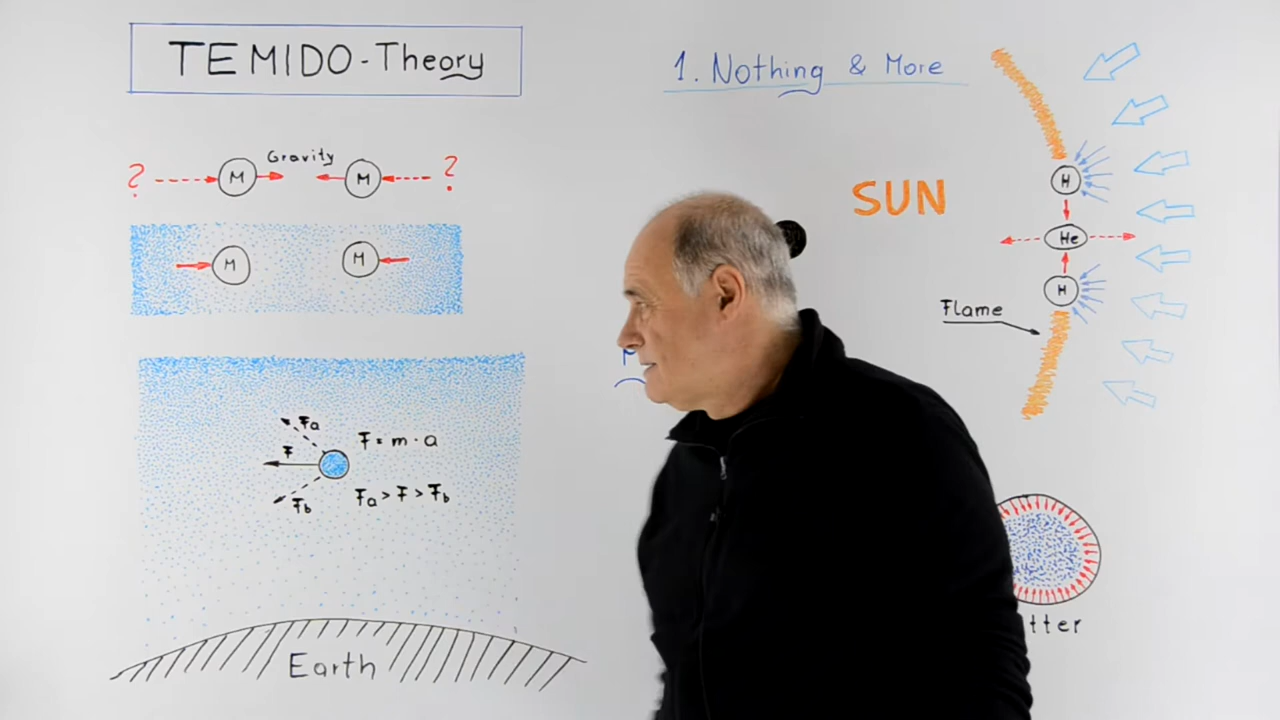 TEMIDO-Theory
? M Gravity M ?
M M
Fa
F = m · a
F
Fb
Fa > F > Fb
Earth
1. Nothing & More
SUN
H
He
H
Flame
tter